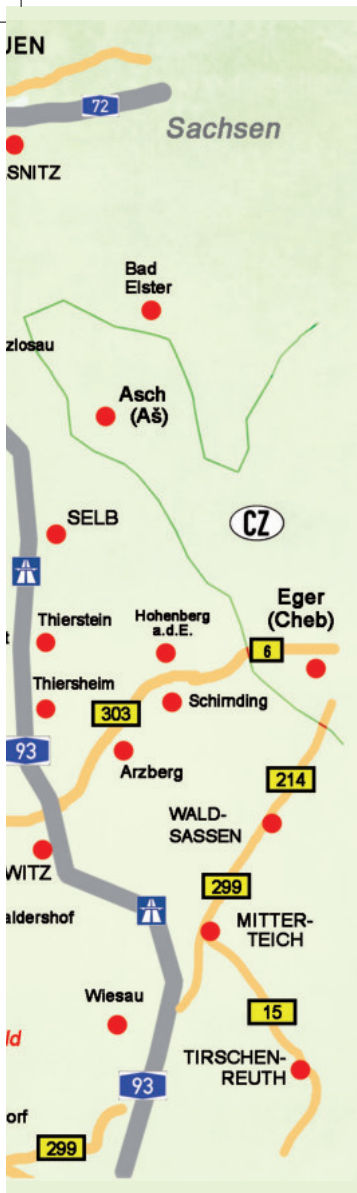 UEN
72
Sachsen
SNITZ
Bad
Elster
zlosau
Asch
(Aš)
SELB
CZ
Eger
(Cheb)
Thierstein
Hohenberg
a.d.E.
6
t
Thiersheim
Schirnding
303
93
Arzberg
214
WALD-
SASSEN
WITZ
299
aldershof
MITTER-
TEICH
Wiesau
15
ld
TIRSCHEN-
REUTH
93
orf
299